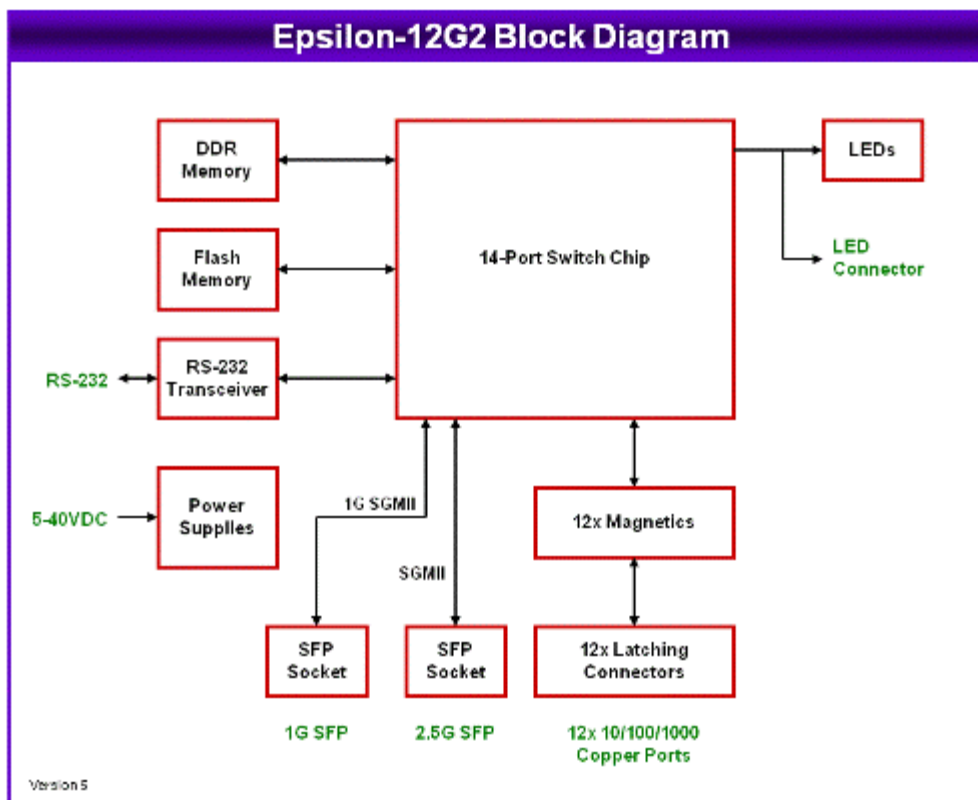 Epsilon-12G2 Block Diagram
DDR
Memory
LEDs
Flash
Memory
14-Port Switch Chip
LED
Connector
RS-232
RS-232
Transceiver
5-40VDC
Power
Supplies
1G SGMII
12x Magnetics
SGMII
SFP
Socket
SFP
Socket
12x Latching
Connectors
1G SFP
2.5G SFP
12x 10/100/1000
Copper Ports
Version 5